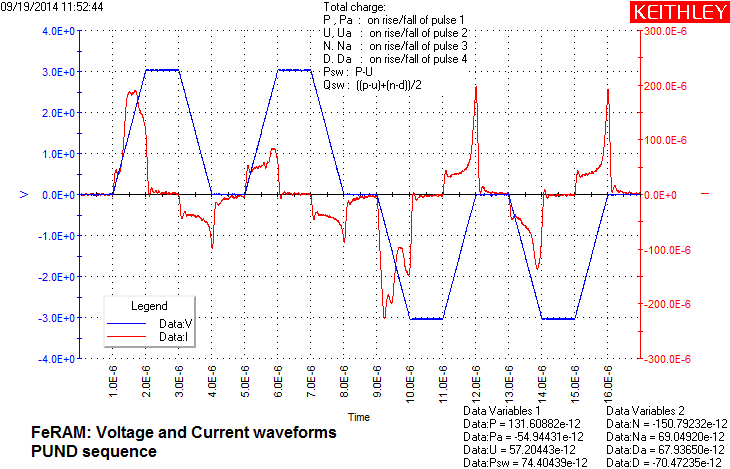 09/19/2014 11:52:44
Total charge:
KEITHLEY
P , Pa : on rise/fall of pulse 1
U, Ua : on rise/fall of pulse 2
N. Na : on rise/fall of pulse 3
D. Da : on rise/fall of pulse 4
Psw : P-U
Qsw : ((p-u)+(n-d))/2
4.0E+0
3.0E+0
2.0E+0
1.0E+0
0.0E+0
-1.0E+0
-2.0E+0
-3.0E+0
-4.0E+0
V
300.0E-6
200.0E-6
100.0E-6
0.0E+0
-100.0E-6
-200.0E-6
-300.0E-6
I
Legend
Data:V
Data:I
1.0E-6
2.0E-6
3.0E-6
4.0E-6
5.0E-6
6.0E-6
7.0E-6
8.0E-6
9.0E-6
10.0E-6
11.0E-6
12.0E-6
13.0E-6
14.0E-6
15.0E-6
16.0E-6
Time
FeRAM: Voltage and Current waveforms
PUND sequence
Data Variables 1
Data:P = 131.60882e-12
Data:Pa = -54.94431e-12
Data:U = 57.20443e-12
Data:Psw = 74.40439e-12
Data Variables 2
Data:N = -150.79232e-12
Data:Na = 69.04920e-12
Data:Da = 67.93650e-12
Data:D = -70.47235e-12